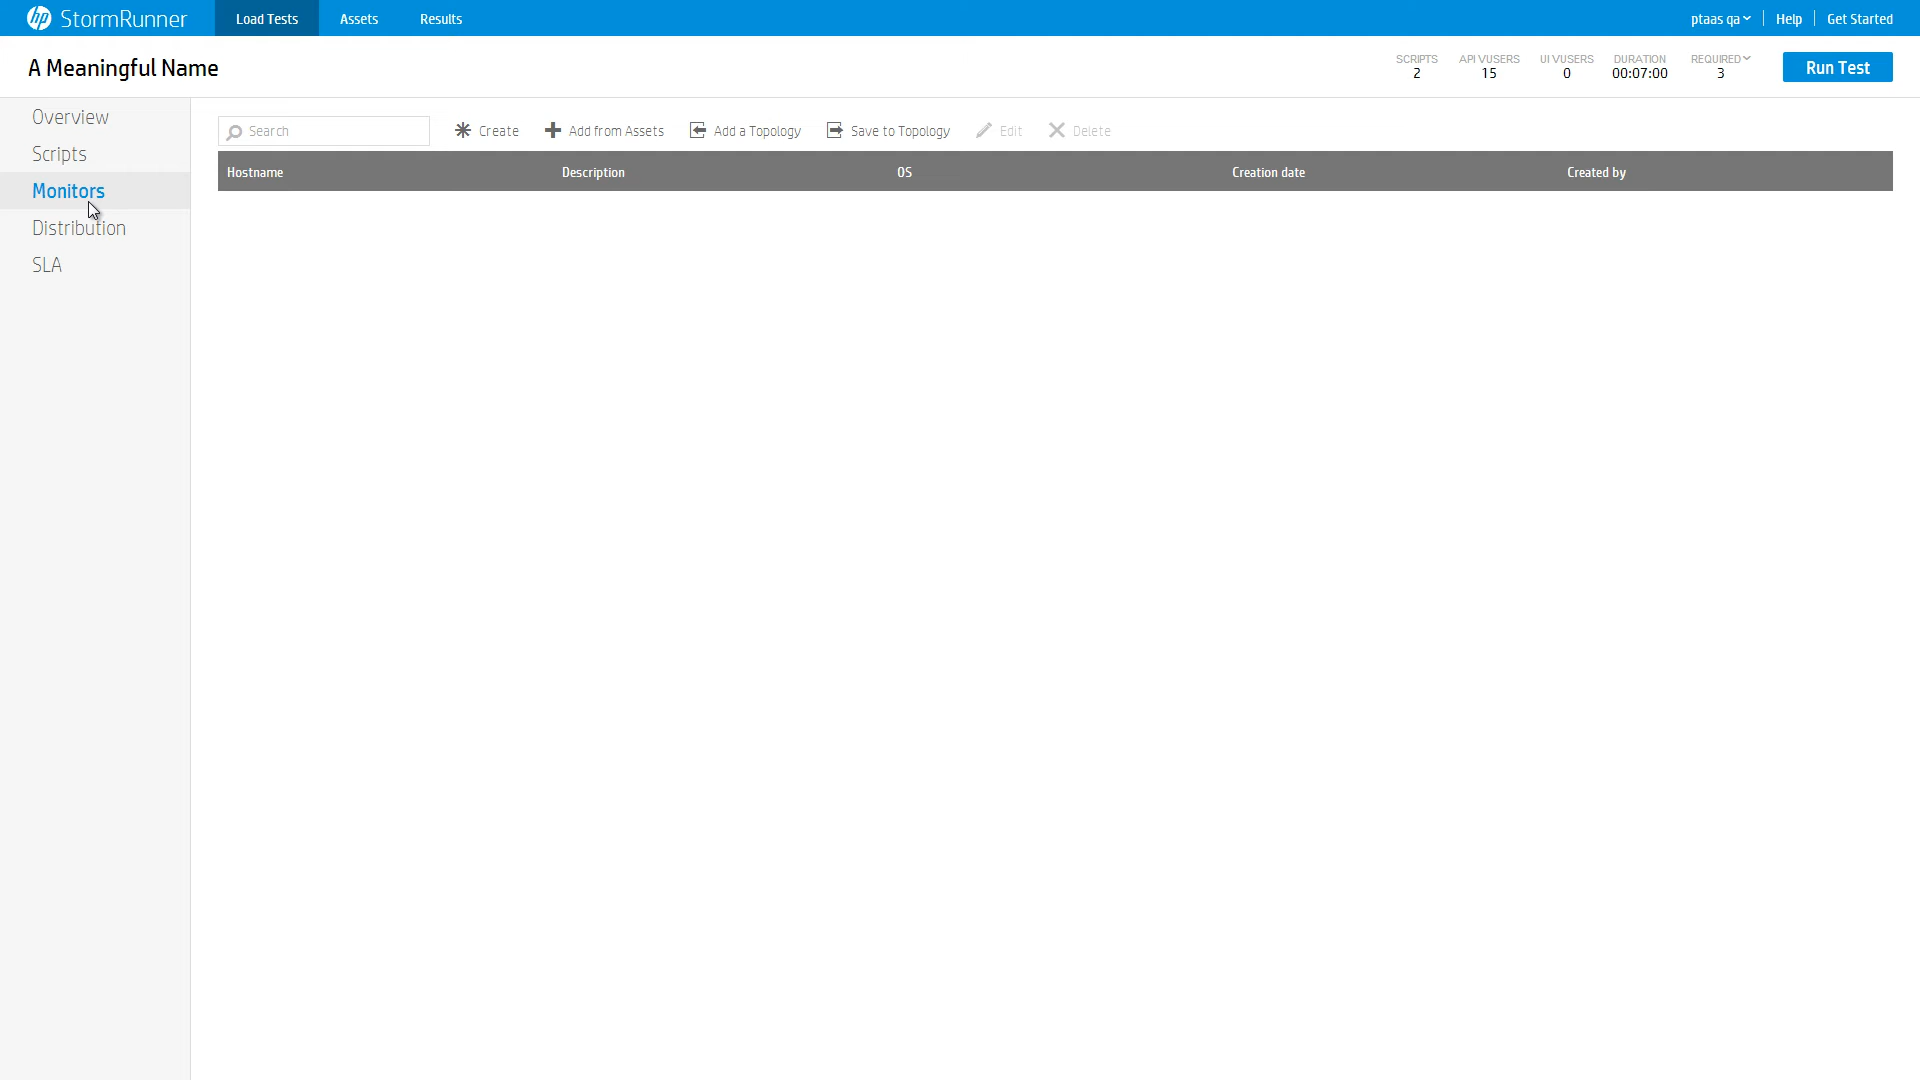 hp StormRunner Load Tests Assets Results ptaas qa Help Get Started
A Meaningful Name
SCRIPTS API VUSERS UI VUSERS DURATION REQUIRED
2 15 0 00:07:00 3
Run Test
Overview
Scripts
Monitors
Distribution
SLA
Search Create Add from Assets Add a Topology Save to Topology Edit Delete
Hostname Description OS Creation date Created by